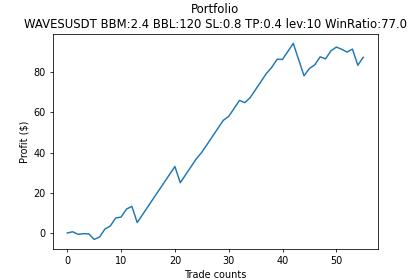 Portfolio
WAVESUSDT BBM:2.4 BBL:120 SL:0.8 TP:0.4 lev:10 WinRatio:77.0
Profit ($)
80
60
40
20
0
0 10 20 30 40 50
Trade counts